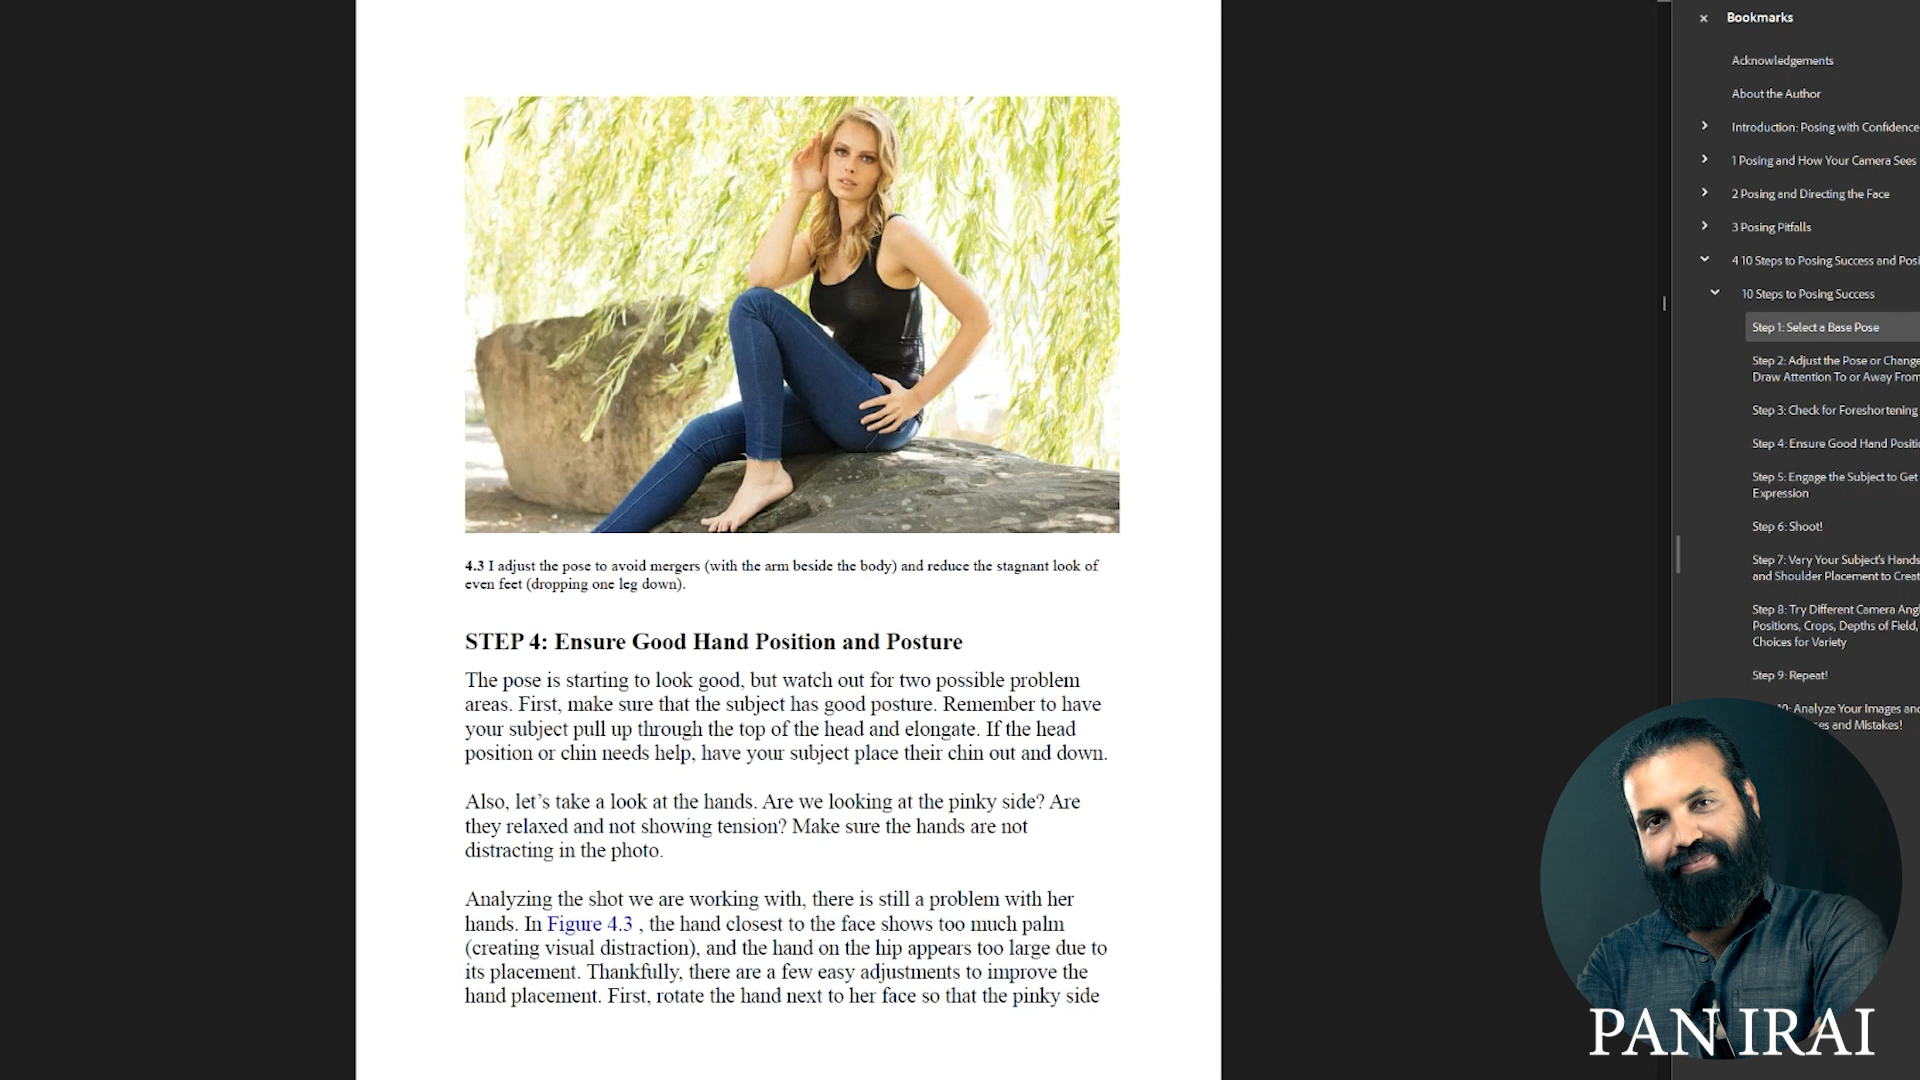 4.3 I adjust the pose to avoid mergers (with the arm beside the body) and reduce the stagnant look of
even feet (dropping one leg down).
STEP 4: Ensure Good Hand Position and Posture
The pose is starting to look good, but watch out for two possible problem
areas. First, make sure that the subject has good posture. Remember to have
your subject pull up through the top of the head and elongate. If the head
position or chin needs help, have your subject place their chin out and down.
Also, let’s take a look at the hands. Are we looking at the pinky side? Are
they relaxed and not showing tension? Make sure the hands are not
distracting in the photo.
Analyzing the shot we are working with, there is still a problem with her
hands. In Figure 4.3 , the hand closest to the face shows too much palm
(creating visual distraction), and the hand on the hip appears too large due to
its placement. Thankfully, there are a few easy adjustments to improve the
hand placement. First, rotate the hand next to her face so that the pinky side
Bookmarks
Acknowledgements
About the Author
Introduction: Posing with Confidence
1 Posing and How Your Camera Sees
2 Posing and Directing the Face
3 Posing Pitfalls
4 10 Steps to Posing Success and Posi
10 Steps to Posing Success
Step 1: Select a Base Pose
Step 2: Adjust the Pose or Change
Draw Attention To or Away From
Step 3: Check for Foreshortening
Step 4: Ensure Good Hand Positio
Step 5: Engage the Subject to Get
Expression
Step 6: Shoot!
Step 7: Vary Your Subject's Hands
and Shoulder Placement to Creat
Step 8: Try Different Camera Angl
Positions, Crops, Depths of Field,
Choices for Variety
Step 9: Repeat!
10: Analyze Your Images and
es and Mistakes!
PAN IRAI